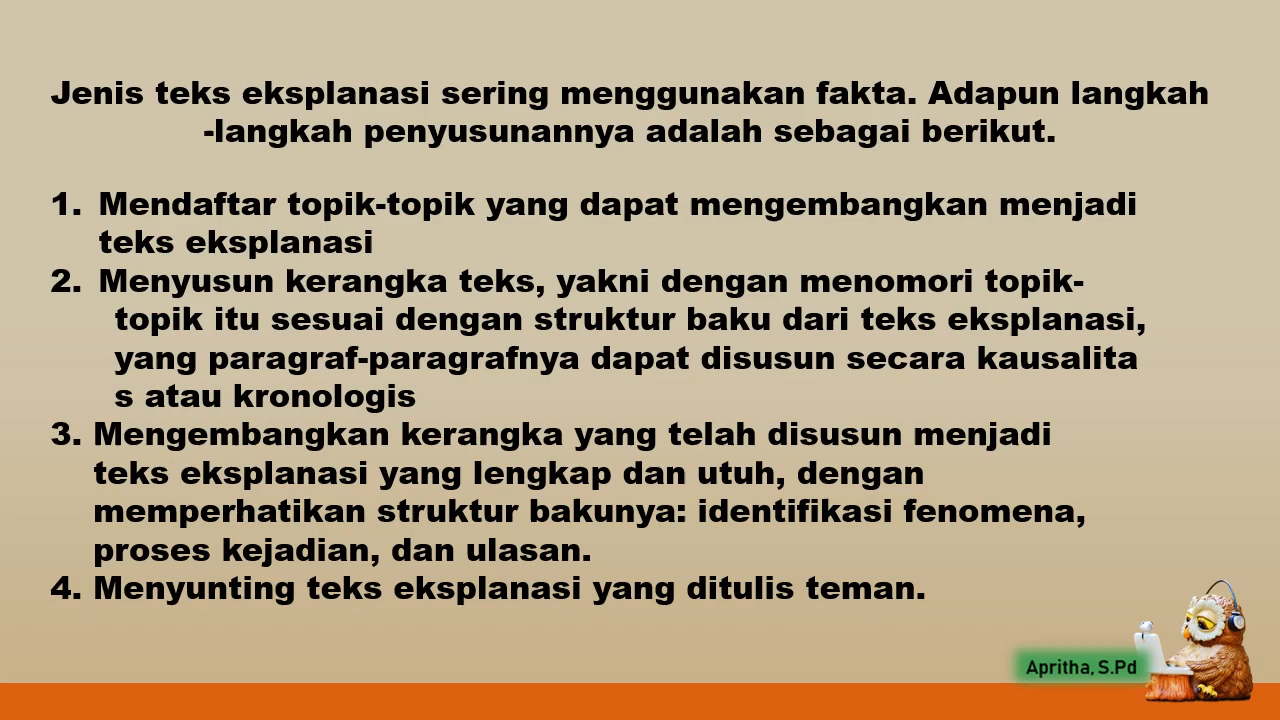 Jenis teks eksplanasi sering menggunakan fakta. Adapun langkah
-langkah penyusunannya adalah sebagai berikut.
1. Mendaftar topik-topik yang dapat mengembangkan menjadi
teks eksplanasi
2. Menyusun kerangka teks, yakni dengan menomori topik-
topik itu sesuai dengan struktur baku dari teks eksplanasi,
yang paragraf-paragrafnya dapat disusun secara kausalita
s atau kronologis
3. Mengembangkan kerangka yang telah disusun menjadi
teks eksplanasi yang lengkap dan utuh, dengan
memperhatikan struktur bakunya: identifikasi fenomena,
proses kejadian, dan ulasan.
4. Menyunting teks eksplanasi yang ditulis teman.
Apritha, S.Pd